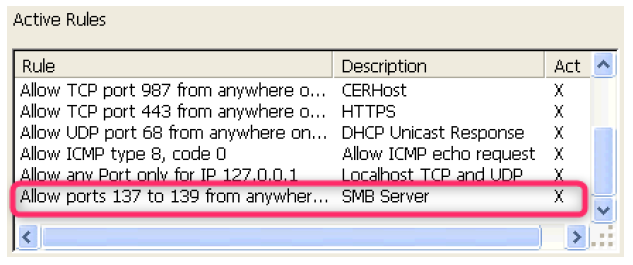 Active Rules
Rule Description Act
Allow TCP port 987 from anywhere o... CERHost X
Allow TCP port 443 from anywhere o... HTTPS X
Allow UDP port 68 from anywhere on... DHCP Unicast Response X
Allow ICMP type 8, code 0 Allow ICMP echo request X
Allow any Port only for IP 127.0.0.1 Localhost TCP and UDP X
Allow ports 137 to 139 from anywher... SMB Server X